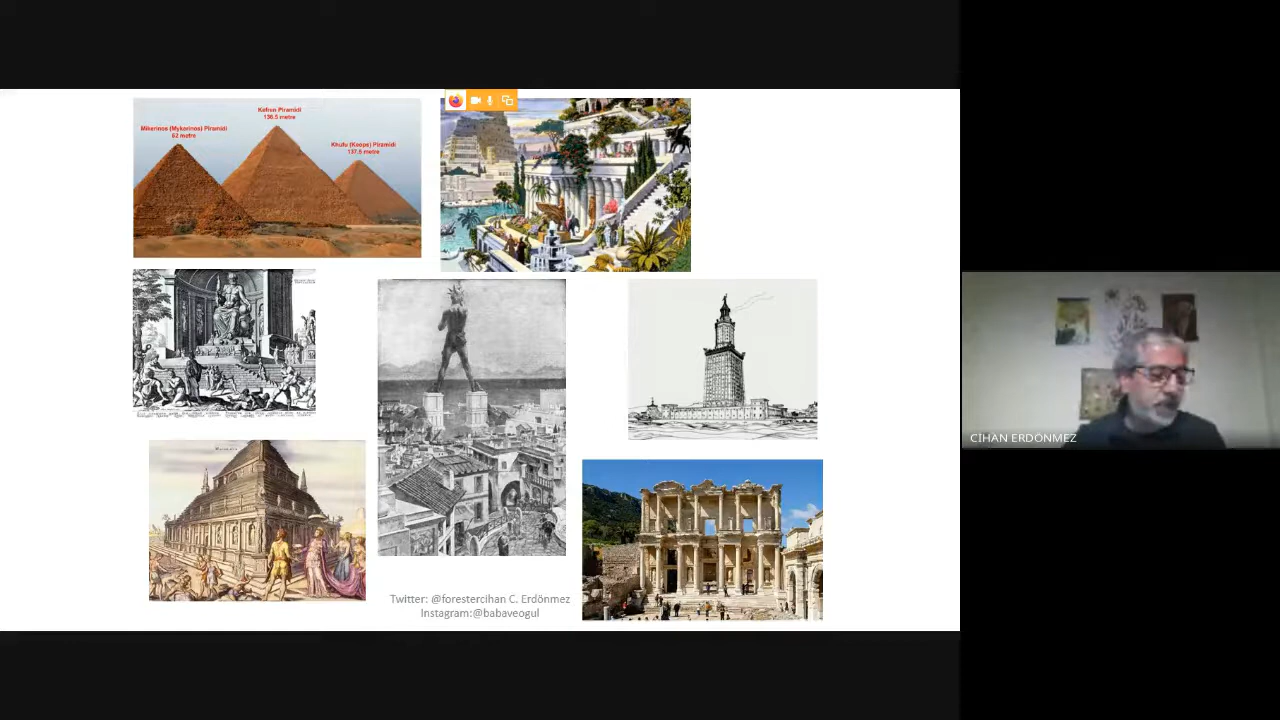 Kefren Piramidi
136.5 metre
Mikerinos (Mykerinos) Piramidi
62 metre
Khufu (Keops) Piramidi
137.5 metre
CİHAN ERDÖNMEZ
Twitter: @forestercihan C. Erdönmez
Instagram:@babaveogul